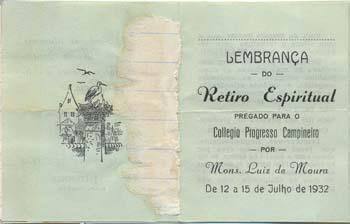 LEMBRANÇA
— DO —
Retiro Espiritual
PREGADO PARA O
Collegio Progresso Campineiro
— POR —
Mons. Luiz de Moura
De 12 a 15 de Julho de 1932